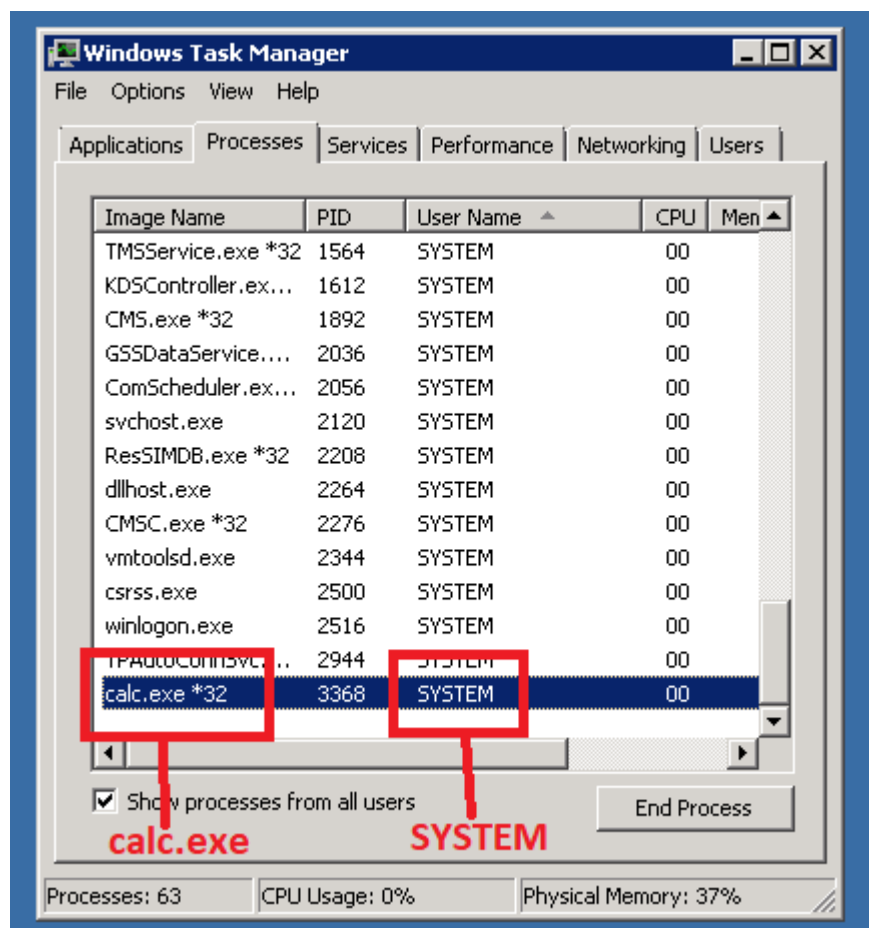 Windows Task Manager
File Options View Help
Applications Processes Services Performance Networking Users
Image Name PID User Name CPU Men
TMSService.exe *32 1564 SYSTEM 00
KDSController.ex... 1612 SYSTEM 00
CMS.exe *32 1892 SYSTEM 00
GSSDataService.... 2036 SYSTEM 00
ComScheduler.ex... 2056 SYSTEM 00
svchost.exe 2120 SYSTEM 00
ResSIMDB.exe *32 2208 SYSTEM 00
dllhost.exe 2264 SYSTEM 00
CMSC.exe *32 2276 SYSTEM 00
vmtoolsd.exe 2344 SYSTEM 00
csrss.exe 2500 SYSTEM 00
winlogon.exe 2516 SYSTEM 00
TPAutoConnSvc.... 2944 SYSTEM 00
calc.exe *32 3368 SYSTEM 00
Show processes from all users End Process
calc.exe SYSTEM
Processes: 63 CPU Usage: 0% Physical Memory: 37%